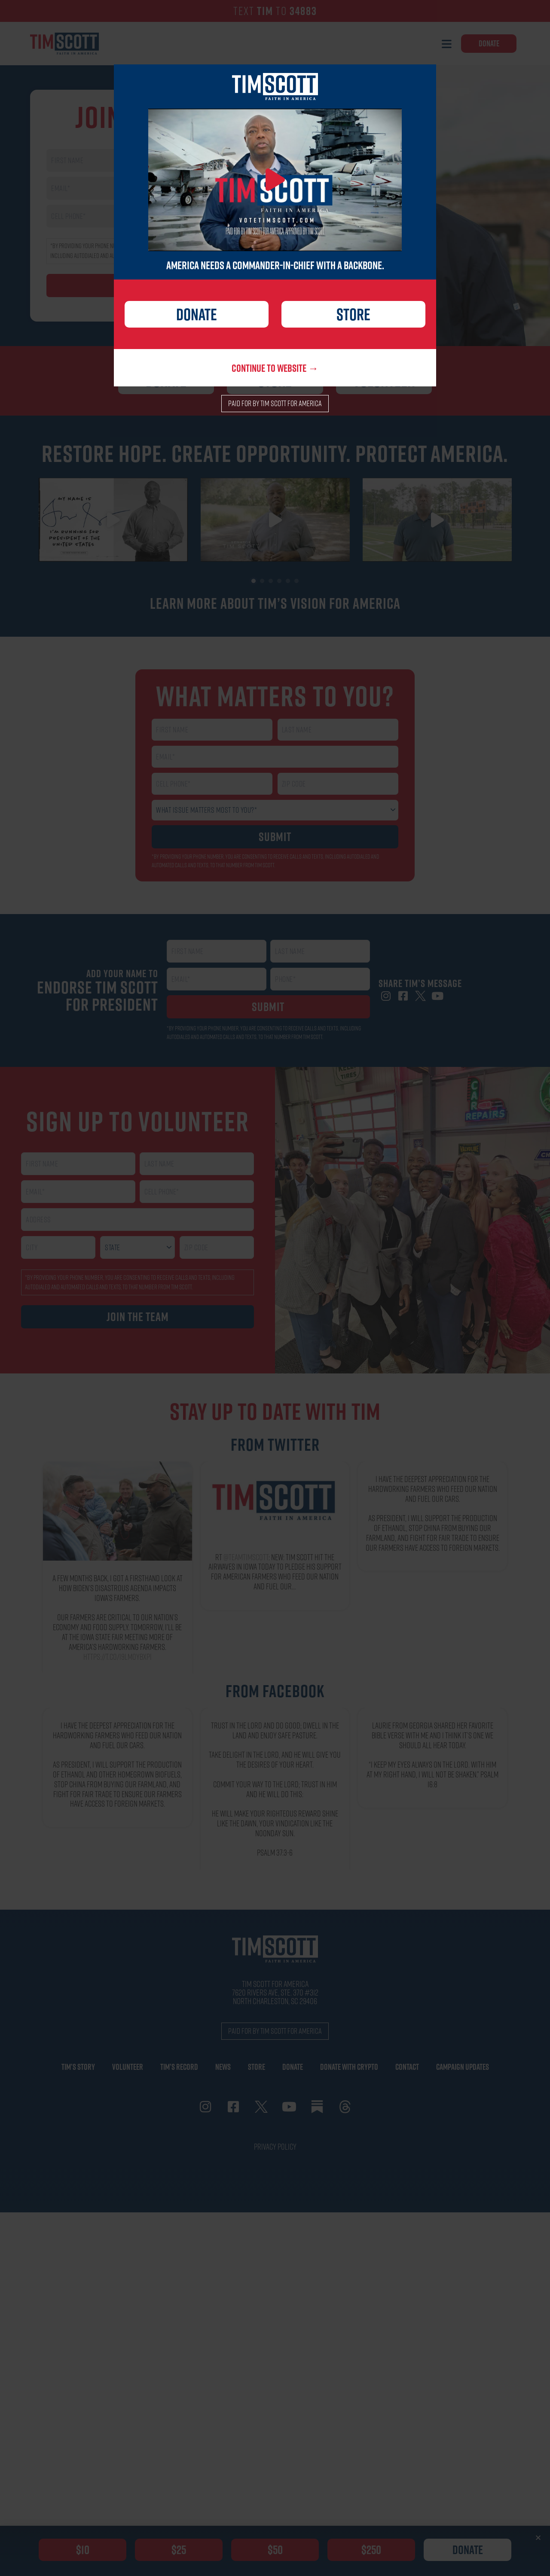 TEXT TIM TO 34883
TIM SCOTT
FAITH IN AMERICA
DONATE
JOIN
TIM SCOTT
FAITH IN AMERICA
TIM SCOTT
FAITH IN AMERICA
VOTETIMSCOTT.COM
PAID FOR BY TIM SCOTT FOR AMERICA. APPROVED BY TIM SCOTT.
AMERICA NEEDS A COMMANDER-IN-CHIEF WITH A BACKBONE.
DONATE STORE
CONTINUE TO WEBSITE →
PAID FOR BY TIM SCOTT FOR AMERICA
RESTORE HOPE. CREATE OPPORTUNITY. PROTECT AMERICA.
MY NAME IS
I'M RUNNING FOR
PRESIDENT OF THE
UNITED STATES
LEARN MORE ABOUT TIM'S VISION FOR AMERICA
WHAT MATTERS TO YOU?
FIRST NAME* LAST NAME*
EMAIL*
CELL PHONE* ZIP CODE*
WHAT ISSUE MATTERS MOST TO YOU?*
SUBMIT
ADD YOUR NAME TO
ENDORSE TIM SCOTT
FOR PRESIDENT
FIRST NAME* LAST NAME*
EMAIL* PHONE*
SUBMIT
SHARE TIM'S MESSAGE
SIGN UP TO VOLUNTEER
CAR
REPAIRS
FIRST NAME* LAST NAME*
EMAIL* CELL PHONE*
ADDRESS*
CITY* STATE ZIP CODE*
JOIN THE TEAM
STAY UP TO DATE WITH TIM
FROM TWITTER
TIM SCOTT
FAITH IN AMERICA
A FEW MONTHS BACK, I GOT A FIRSTHAND LOOK AT
HOW BIDEN'S DISASTROUS AGENDA IMPACTS
IOWA'S FARMERS.
OUR FARMERS ARE CRITICAL TO OUR NATION'S
ECONOMY AND FOOD SUPPLY. TOMORROW, I'LL BE
AT THE IOWA STATE FAIR MEETING MORE OF
AMERICA'S HARDWORKING FARMERS.
RT @TEAMTIMSCOTT: NEW: TIM SCOTT HIT THE
AIRWAVES IN IOWA TODAY TO PLEDGE HIS SUPPORT
FOR AMERICAN FARMERS WHO FEED OUR NATION
AND FUEL OUR…
I HAVE THE DEEPEST APPRECIATION FOR THE
HARDWORKING FARMERS WHO FEED OUR NATION
AND FUEL OUR CARS.
AS PRESIDENT, I WILL SUPPORT THE PRODUCTION
OF ETHANOL, STOP CHINA FROM BUYING OUR
FARMLAND, AND FIGHT FOR FAIR TRADE TO ENSURE
OUR FARMERS HAVE ACCESS TO FOREIGN MARKETS.
FROM FACEBOOK
I HAVE THE DEEPEST APPRECIATION FOR THE
HARDWORKING FARMERS WHO FEED OUR NATION
AND FUEL OUR CARS.
AS PRESIDENT, I WILL SUPPORT THE PRODUCTION
OF ETHANOL AND OTHER HOMEGROWN BIOFUELS,
STOP CHINA FROM BUYING OUR FARMLAND, AND
FIGHT FOR FAIR TRADE TO ENSURE OUR FARMERS
HAVE ACCESS TO FOREIGN MARKETS.
TRUST IN THE LORD AND DO GOOD; DWELL IN THE
LAND AND ENJOY SAFE PASTURE.
TAKE DELIGHT IN THE LORD, AND HE WILL GIVE YOU
THE DESIRES OF YOUR HEART.
COMMIT YOUR WAY TO THE LORD; TRUST IN HIM
AND HE WILL DO THIS:
HE WILL MAKE YOUR RIGHTEOUS REWARD SHINE
LIKE THE DAWN, YOUR VINDICATION LIKE THE
NOONDAY SUN.
PSALM 37:3-6
LAURIE FROM GEORGIA SHARED HER FAVORITE
BIBLE VERSE WITH ME AND I THINK IT'S ONE WE
SHOULD ALL HEAR TODAY:
"I KEEP MY EYES ALWAYS ON THE LORD. WITH HIM
AT MY RIGHT HAND, I WILL NOT BE SHAKEN." PSALM
16:8
TIM SCOTT
FAITH IN AMERICA
TIM SCOTT FOR AMERICA
7620 RIVERS AVE. STE. 370 #912
NORTH CHARLESTON, SC 29406
PAID FOR BY TIM SCOTT FOR AMERICA
TIM'S STORY VOLUNTEER TIM'S RECORD NEWS STORE DONATE DONATE WITH CRYPTO CONTACT CAMPAIGN UPDATES
PRIVACY POLICY
$10 $25 $50 $250 DONATE